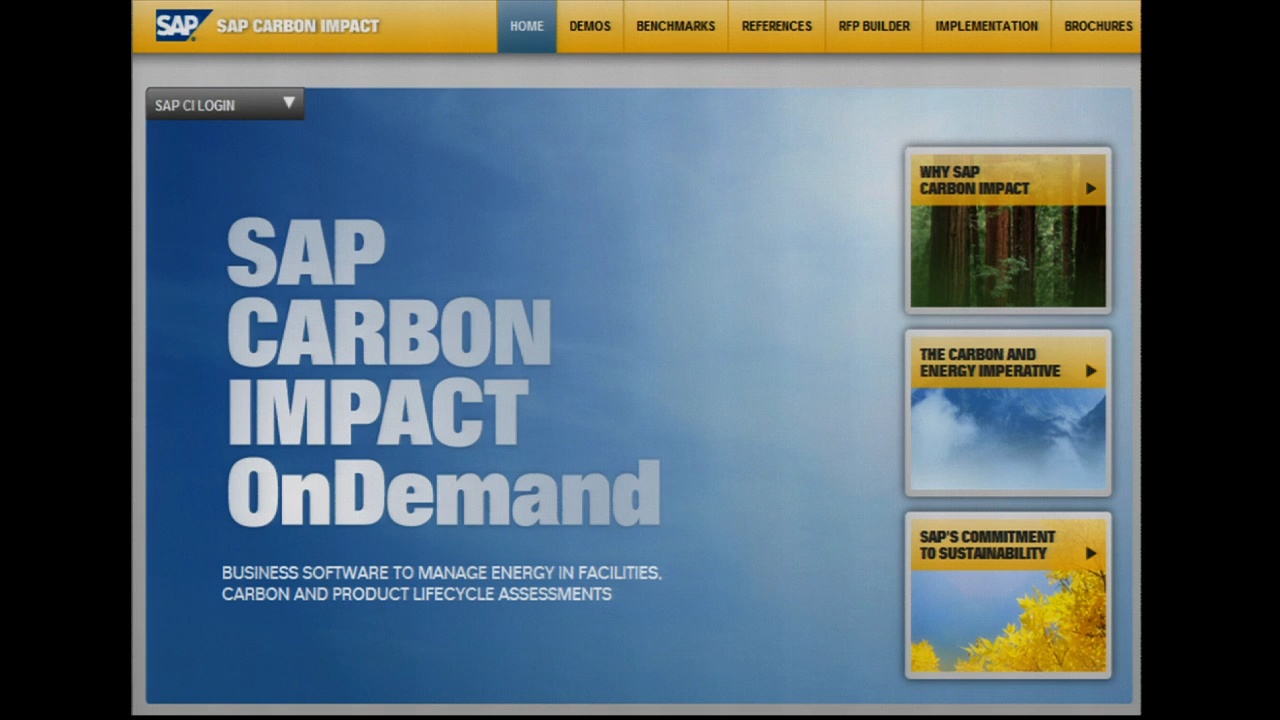 SAP SAP CARBON IMPACT HOME DEMOS BENCHMARKS REFERENCES RFP BUILDER IMPLEMENTATION BROCHURES
SAP CI LOGIN
SAP
CARBON
IMPACT
OnDemand
BUSINESS SOFTWARE TO MANAGE ENERGY IN FACILITIES,
CARBON AND PRODUCT LIFECYCLE ASSESSMENTS
WHY SAP
CARBON IMPACT
THE CARBON AND
ENERGY IMPERATIVE
SAP'S COMMITMENT
TO SUSTAINABILITY